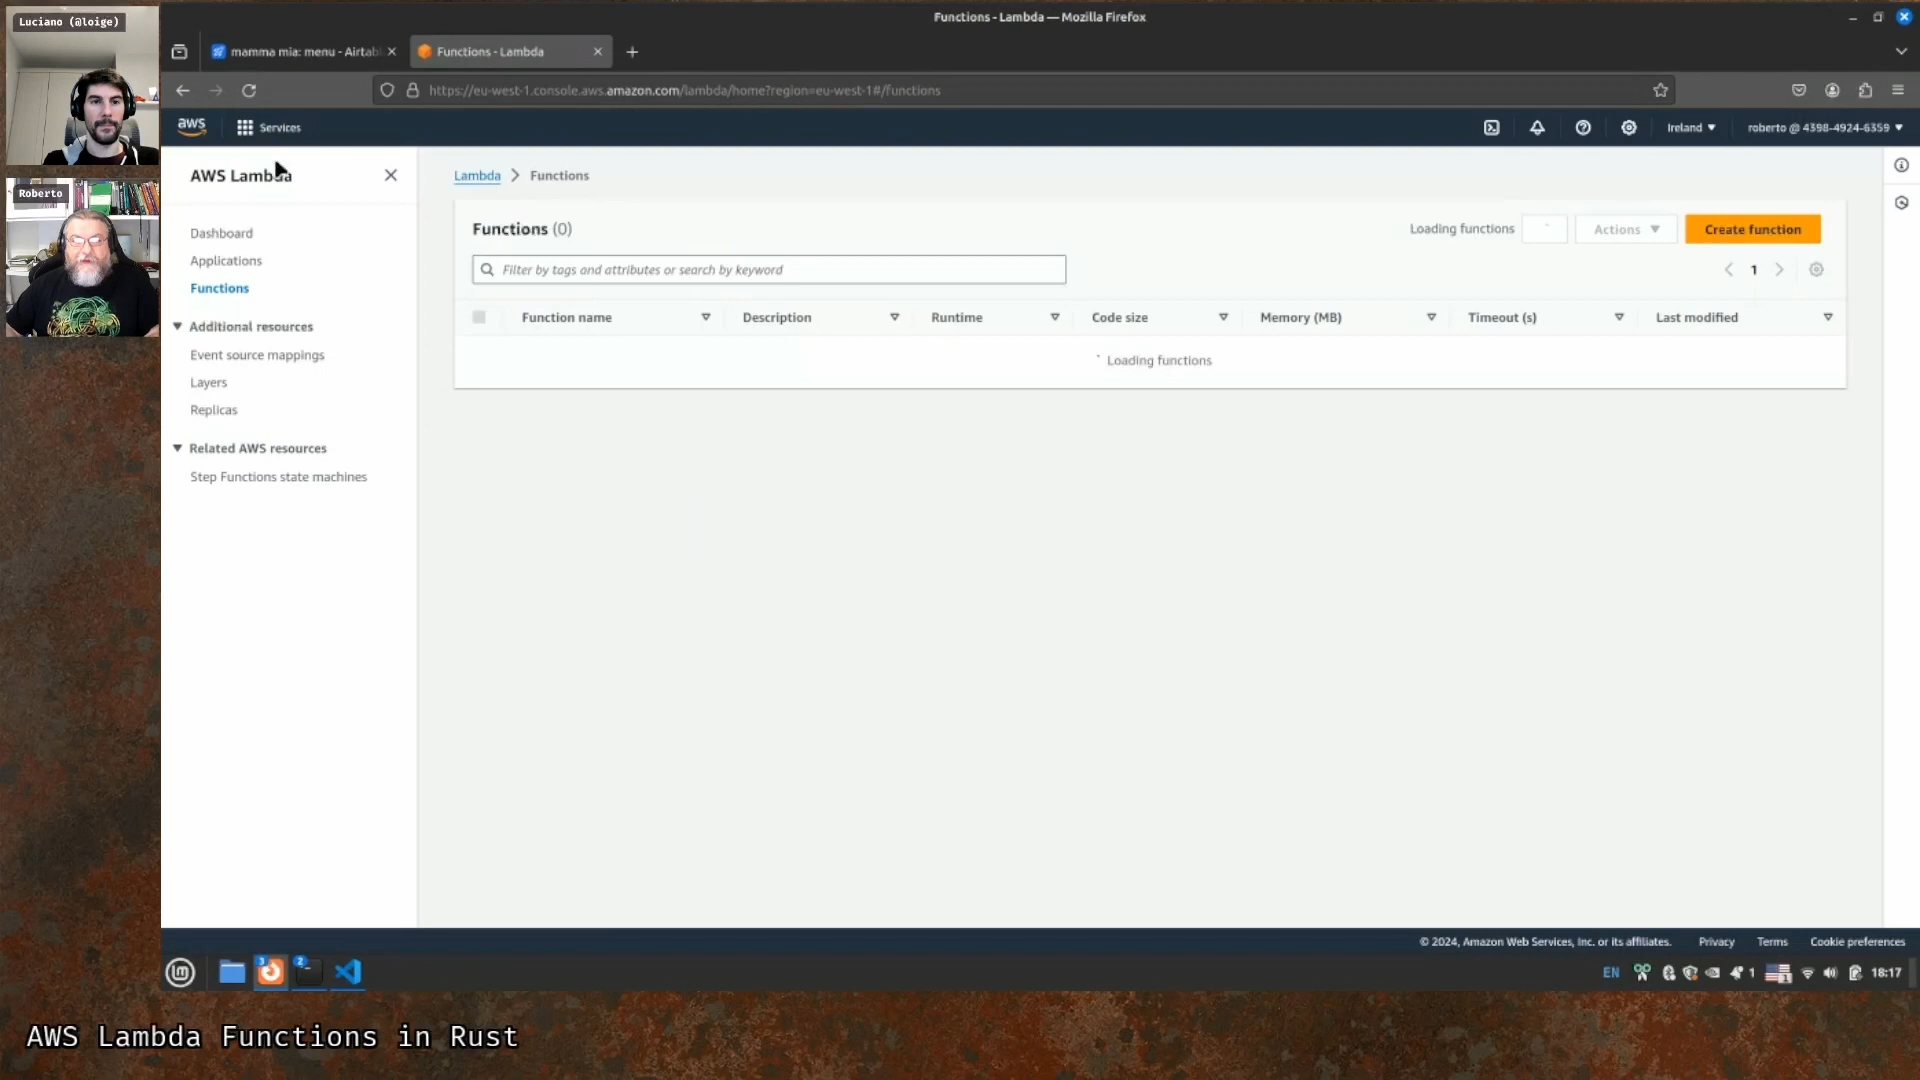 Luciano (@loige)
Roberto
Functions - Lambda — Mozilla Firefox
mamma mia: menu - Airtabl
Functions - Lambda
https://eu-west-1.console.aws.amazon.com/lambda/home?region=eu-west-1#/functions
aws
Services
Ireland ▼
roberto @ 4398-4924-6359 ▼
AWS Lambda
Dashboard
Applications
Functions
Additional resources
Event source mappings
Layers
Replicas
Related AWS resources
Step Functions state machines
Lambda > Functions
Functions (0)
Loading functions
Actions ▼
Create function
Filter by tags and attributes or search by keyword
1
Function name
Description
Runtime
Code size
Memory (MB)
Timeout (s)
Last modified
Loading functions
© 2024, Amazon Web Services, Inc. or its affiliates.
Privacy
Terms
Cookie preferences
3
2
EN
1
18:17
AWS Lambda Functions in Rust